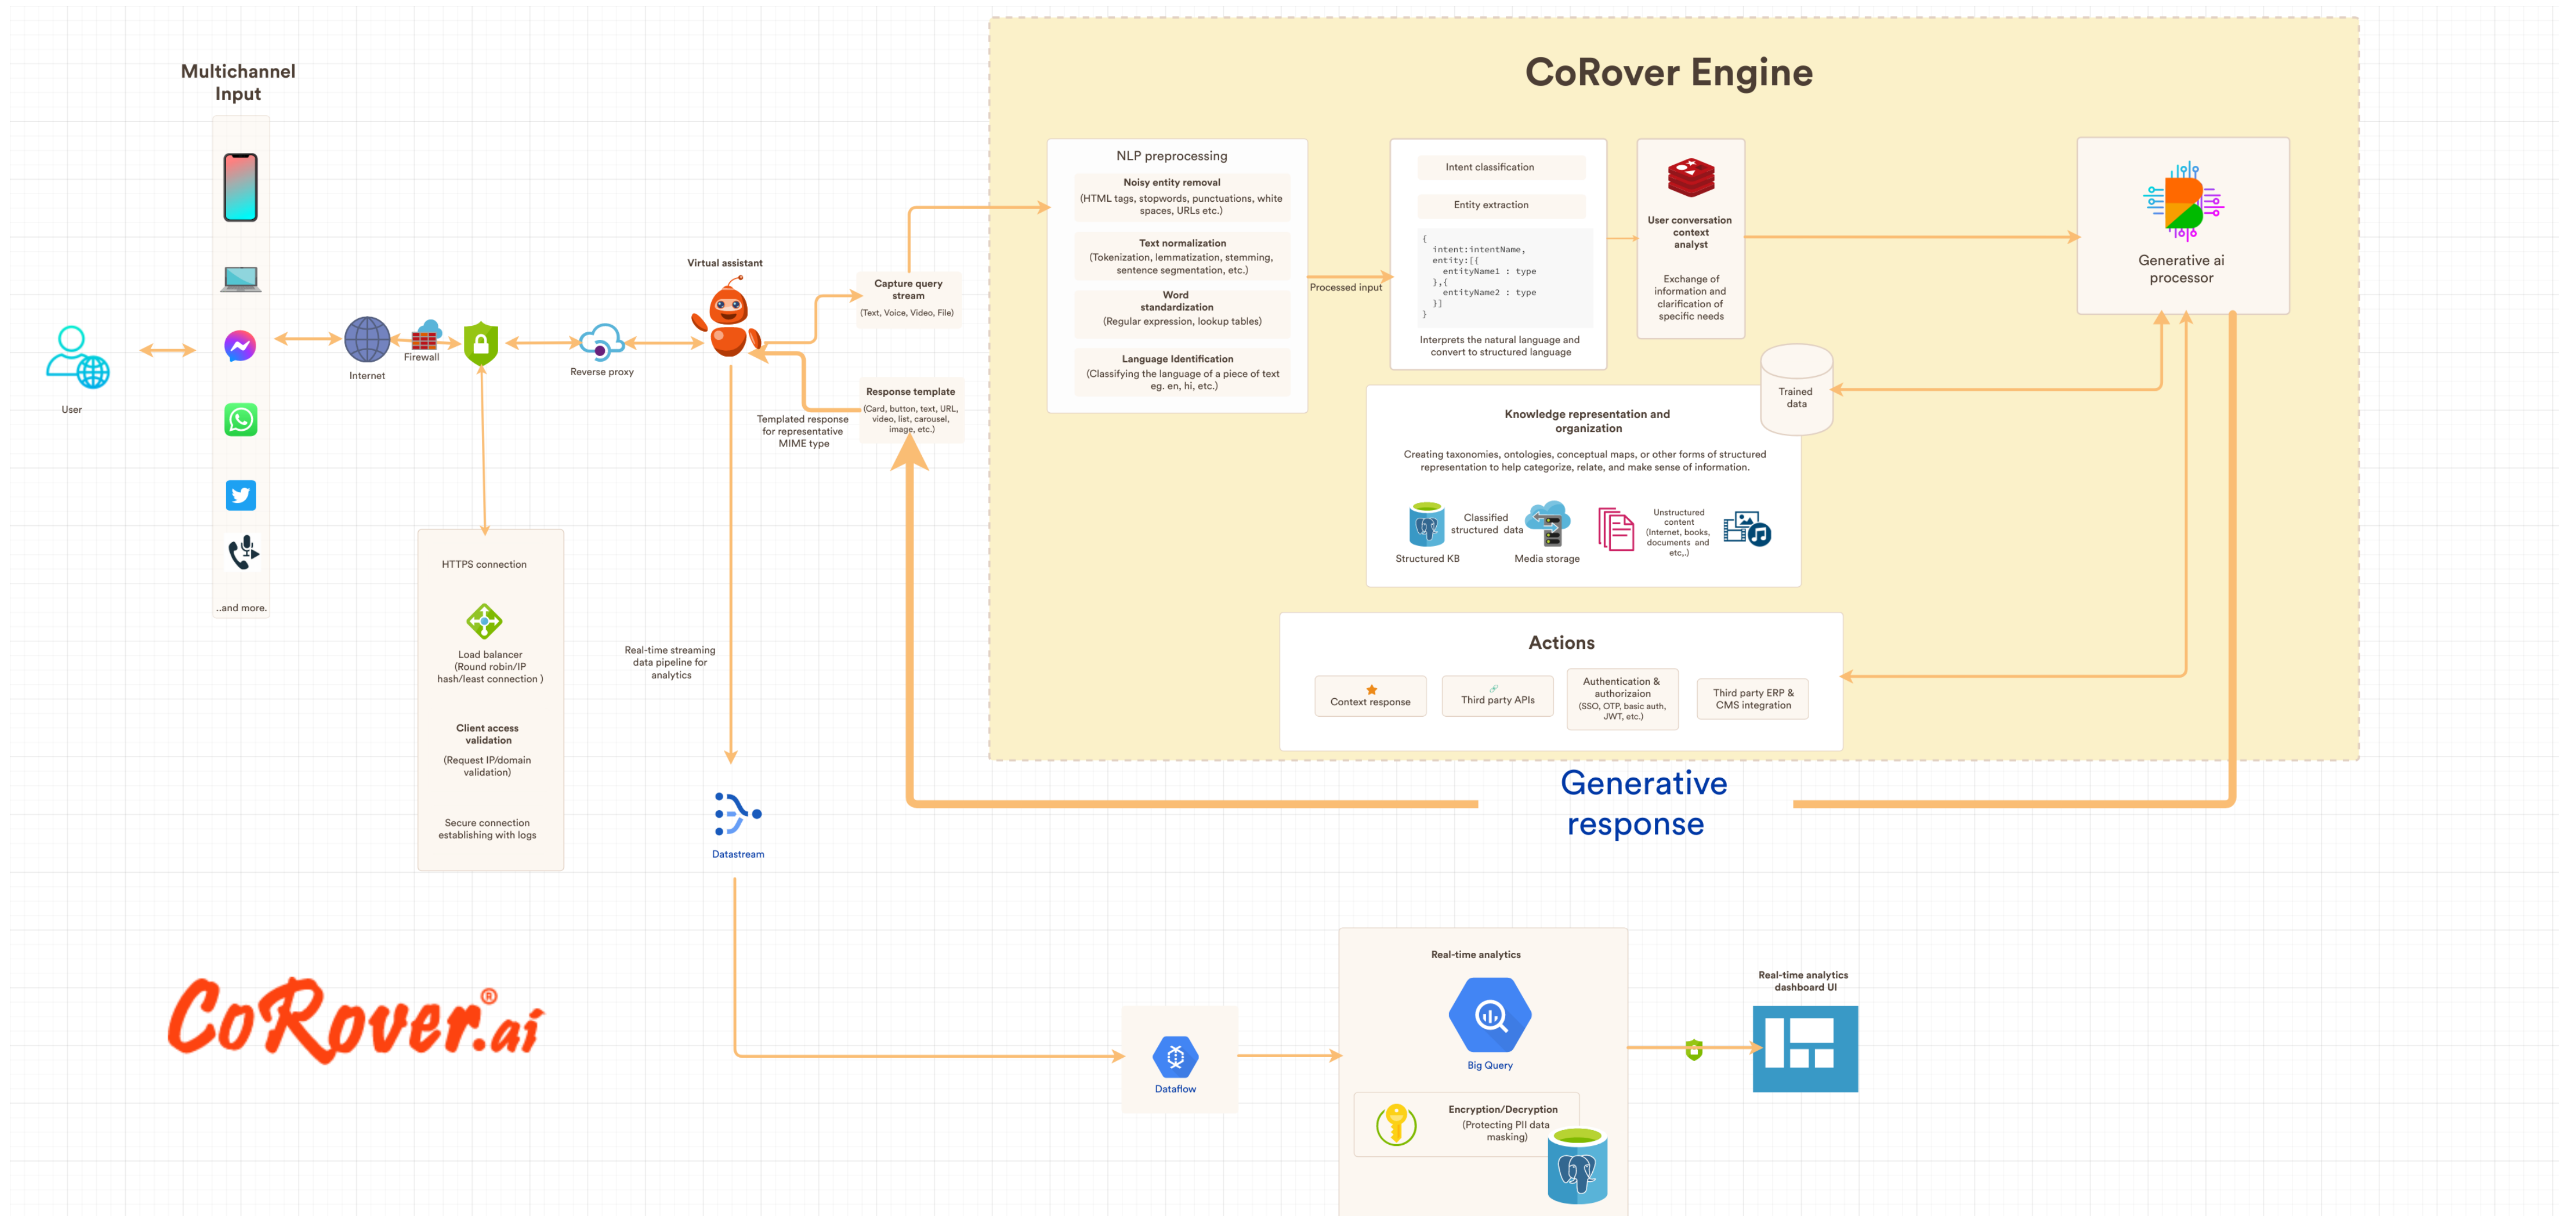 CoRover Engine
Multichannel
Input
..and more.
User
Internet
Firewall
Reverse proxy
HTTPS connection
Load balancer
(Round robin/IP
hash/least connection )
Client access
validation
(Request IP/domain
validation)
Secure connection
establishing with logs
Virtual assistant
Capture query
stream
(Text, Voice, Video, File)
Response template
(Card, button, text, URL,
video, list, carousel,
image, etc.)
Templated response
for representative
MIME type
Real-time streaming
data pipeline for
analytics
Datastream
NLP preprocessing
Noisy entity removal
(HTML tags, stopwords, punctuations, white
spaces, URLs etc.)
Text normalization
(Tokenization, lemmatization, stemming,
sentence segmentation, etc.)
Word
standardization
(Regular expression, lookup tables)
Language Identification
(Classifying the language of a piece of text
eg. en, hi, etc.)
Processed input
Intent classification
Entity extraction
{
intent:intentName,
entity:[{
entityName1 : type
},{
entityName2 : type
}]
}
Interprets the natural language and
convert to structured language
User conversation
context
analyst
Exchange of
information and
clarification of
specific needs
Generative ai
processor
Trained
data
Knowledge representation and
organization
Creating taxonomies, ontologies, conceptual maps, or other forms of structured
representation to help categorize, relate, and make sense of information.
Structured KB
Classified
structured data
Media storage
Unstructured
content
(Internet, books,
documents and
etc,.)
Actions
Context response
Third party APIs
Authentication &
authorizaion
(SSO, OTP, basic auth,
JWT, etc.)
Third party ERP &
CMS integration
Generative
response
CoRover®.ai
Dataflow
Real-time analytics
Big Query
Encryption/Decryption
(Protecting PII data
masking)
Real-time analytics
dashboard UI